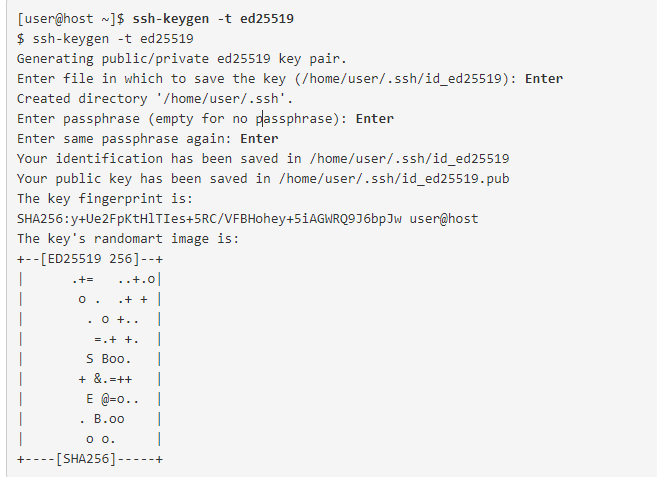 [user@host ~]$ ssh-keygen -t ed25519
$ ssh-keygen -t ed25519
Generating public/private ed25519 key pair.
Enter file in which to save the key (/home/user/.ssh/id_ed25519): Enter
Created directory '/home/user/.ssh'.
Enter passphrase (empty for no passphrase): Enter
Enter same passphrase again: Enter
Your identification has been saved in /home/user/.ssh/id_ed25519
Your public key has been saved in /home/user/.ssh/id_ed25519.pub
The key fingerprint is:
SHA256:y+Ue2FpKtHlTIes+5RC/VFBHohey+5iAGWRQ9J6bpJw user@host
The key's randomart image is:
+--[ED25519 256]--+
|      .+=   ..+.o|
|       o .  .+ + |
|        . o +..  |
|         =.+ +.  |
|        S Boo.   |
|       + &.=++   |
|        E @=o..  |
|       . B.oo    |
|        o o.     |
+----[SHA256]-----+